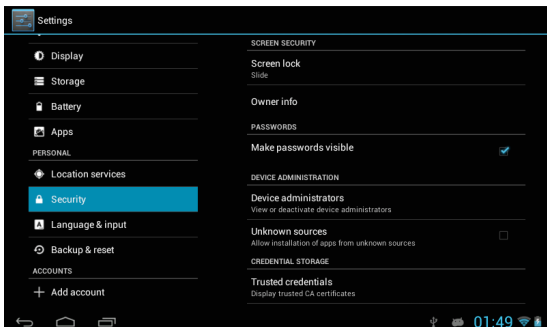 Settings
Display
Storage
Battery
Apps
PERSONAL
Location services
Security
Language & input
Backup & reset
ACCOUNTS
Add account
SCREEN SECURITY
Screen lock
Slide
Owner info
PASSWORDS
Make passwords visible
DEVICE ADMINISTRATION
Device administrators
View or deactivate device administrators
Unknown sources
Allow installation of apps from unknown sources
CREDENTIAL STORAGE
Trusted credentials
Display trusted CA certificates
01:49